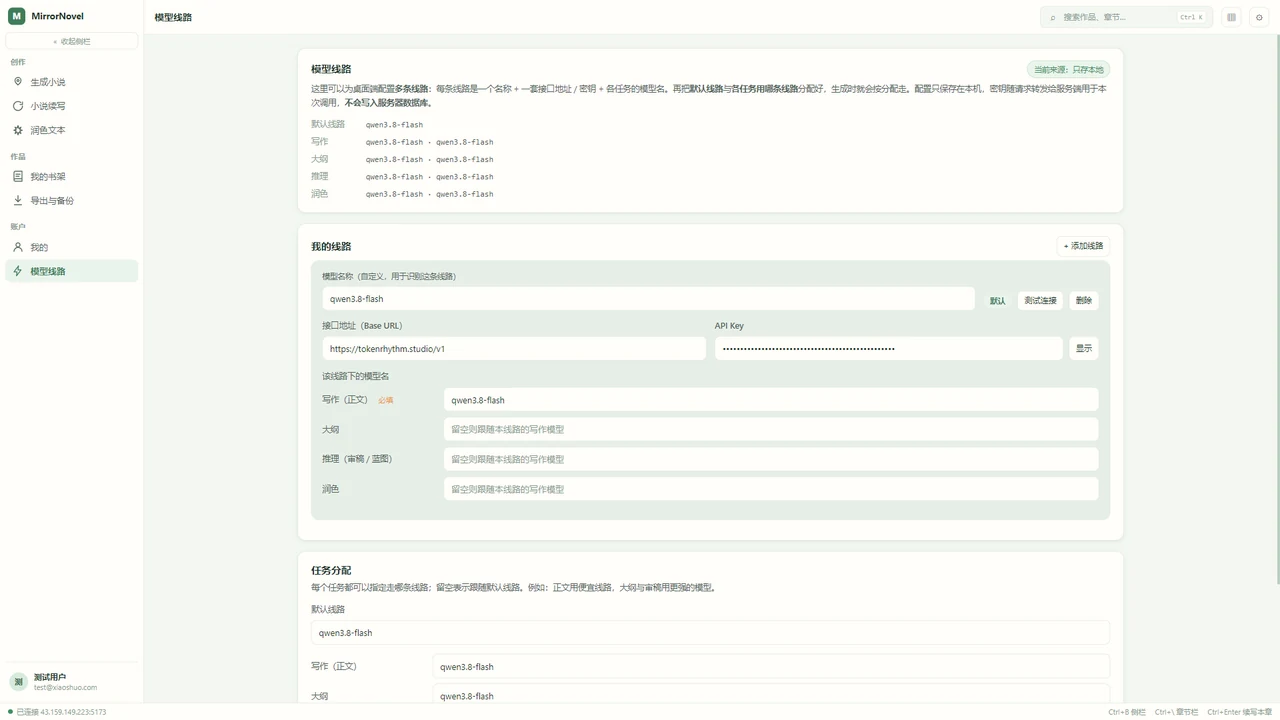 M MirrorNovel
模型线路
搜索作品、章节... Ctrl K
« 收起侧栏
创作
生成小说
小说续写
润色文本
作品
我的书架
导出与备份
账户
我的
模型线路
模型线路
当前来源：只存本地
这里可以为桌面端配置多条线路：每条线路是一个名称 + 一套接口地址 / 密钥 + 各任务的模型名。再把默认线路与各任务用哪条线路分配好，生成时就会按分配走。配置只保存在本机，密钥随请求转发给服务端用于本
次调用，不会写入服务器数据库。
默认线路 qwen3.8-flash
写作 qwen3.8-flash · qwen3.8-flash
大纲 qwen3.8-flash · qwen3.8-flash
推理 qwen3.8-flash · qwen3.8-flash
润色 qwen3.8-flash · qwen3.8-flash
我的线路
+ 添加线路
模型名称（自定义，用于识别这条线路）
qwen3.8-flash 默认 测试连接 删除
接口地址（Base URL） API Key
https://tokenrhythm.studio/v1 •••••••••••••••••••••••••••••••••••••••••••••••• 显示
该线路下的模型名
写作（正文） 必填 qwen3.8-flash
大纲 留空则跟随本线路的写作模型
推理（审稿 / 蓝图） 留空则跟随本线路的写作模型
润色 留空则跟随本线路的写作模型
任务分配
每个任务都可以指定走哪条线路；留空表示跟随默认线路。例如：正文用便宜线路，大纲与审稿用更强的模型。
默认线路
qwen3.8-flash
写作（正文） qwen3.8-flash
大纲 qwen3.8-flash
测 测试用户
test@xiaoshuo.com
已连接 43.159.149.223:5173
Ctrl+B 侧栏 Ctrl+\ 章节栏 Ctrl+Enter 续写本章